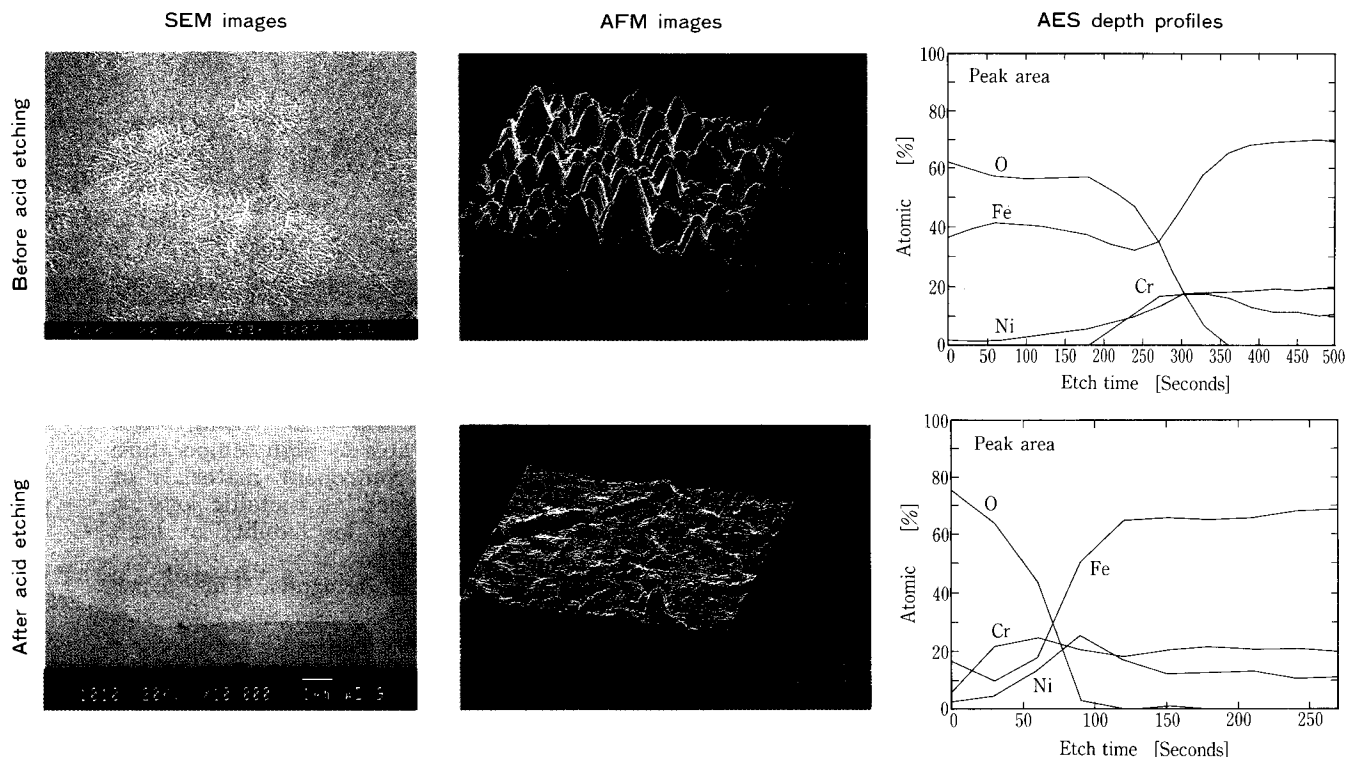 SEM images
AFM images
AES depth profiles
Before acid etching
100
80
60
40
20
0
Atomic [%]
Peak area
O
Fe
Cr
Ni
0 50 100 150 200 250 300 350 400 450 500
Etch time [Seconds]
After acid etching
100
80
60
40
20
0
Atomic [%]
Peak area
O
Fe
Cr
Ni
0 50 100 150 200 250
Etch time [Seconds]